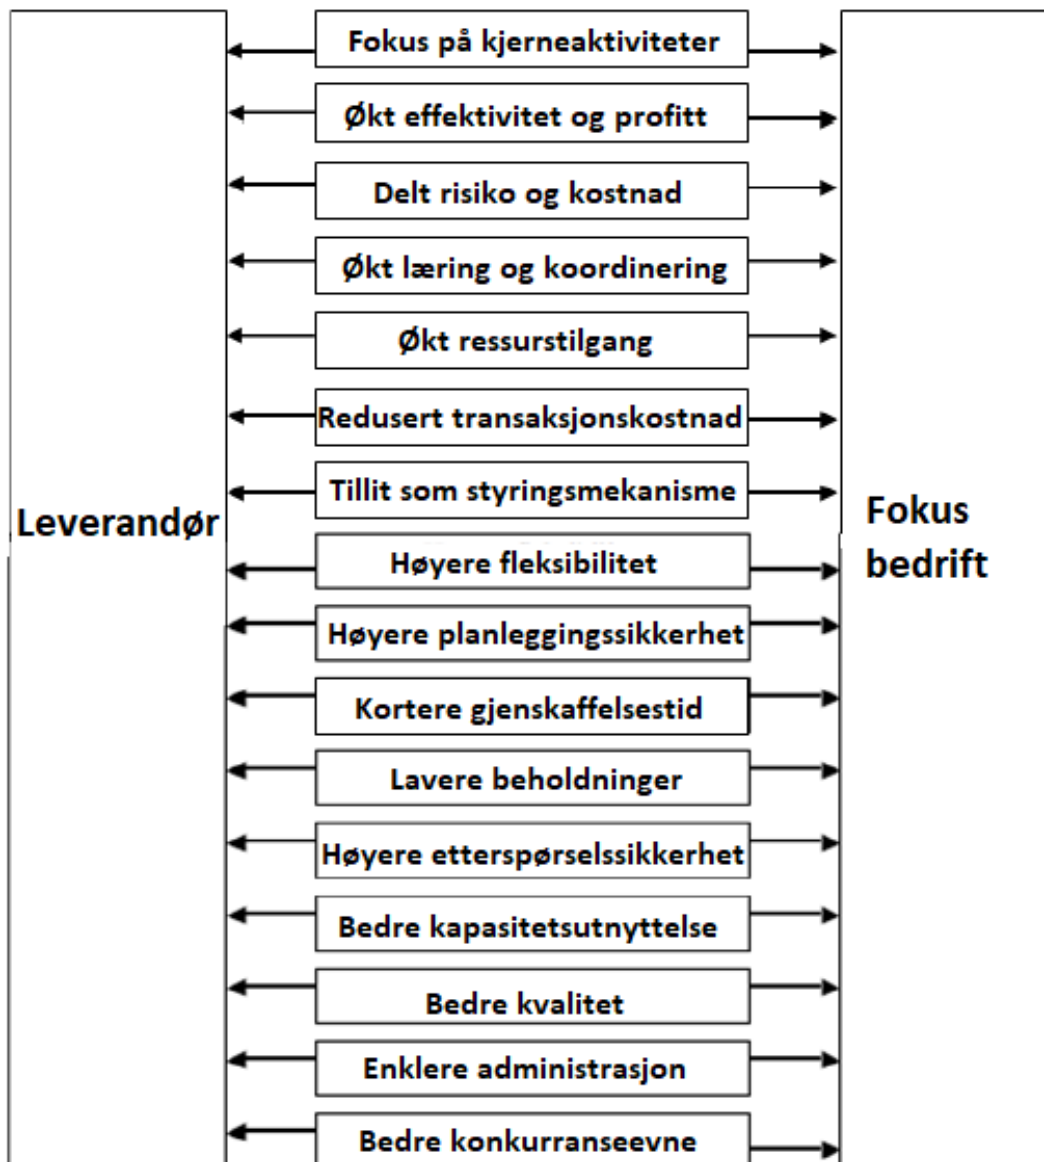 Fokus på kjerneaktiviteter
Økt effektivitet og profitt
Delt risiko og kostnad
Økt læring og koordinering
Økt ressurstilgang
Redusert transaksjonskostnad
Tillit som styringsmekanisme
Leverandør
Fokus
bedrift
Høyere fleksibilitet
Høyere planleggingssikkerhet
Kortere gjenskaffelsestid
Lavere beholdninger
Høyere etterspørselssikkerhet
Bedre kapasitetsutnyttelse
Bedre kvalitet
Enklere administrasjon
Bedre konkurranseevne